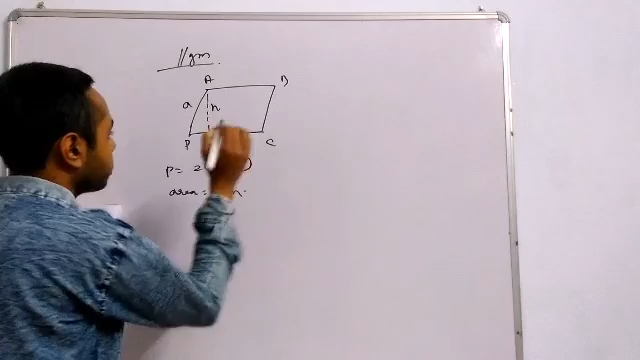 //gm
A D
a h
B C
P = 2
area = h.